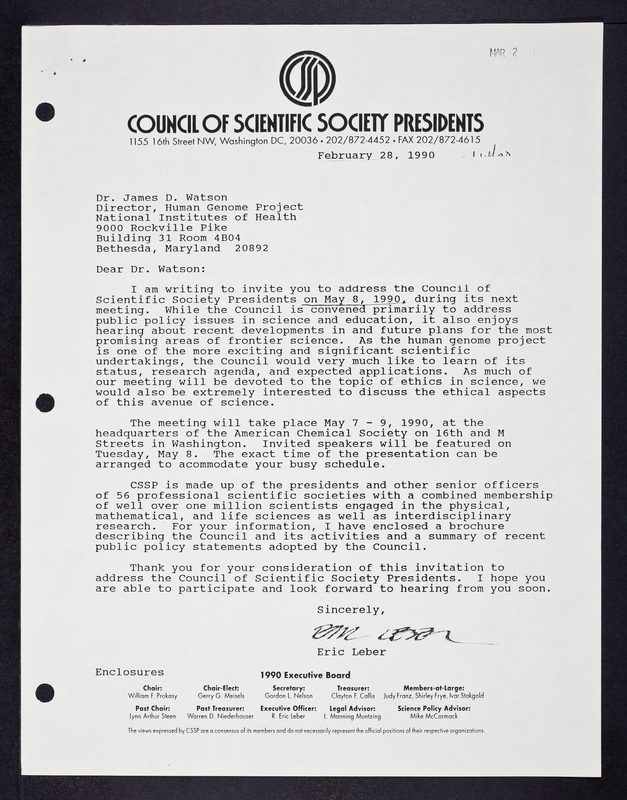 MAR 2
CSSP
COUNCIL OF SCIENTIFIC SOCIETY PRESIDENTS
1155 16th Street NW, Washington DC, 20036 • 202/872-4452 • FAX 202/872-4615
February 28, 1990
Dr. James D. Watson
Director, Human Genome Project
National Institutes of Health
9000 Rockville Pike
Building 31 Room 4B04
Bethesda, Maryland 20892
Dear Dr. Watson:
I am writing to invite you to address the Council of
Scientific Society Presidents on May 8, 1990, during its next
meeting. While the Council is convened primarily to address
public policy issues in science and education, it also enjoys
hearing about recent developments in and future plans for the most
promising areas of frontier science. As the human genome project
is one of the more exciting and significant scientific
undertakings, the Council would very much like to learn of its
status, research agenda, and expected applications. As much of
our meeting will be devoted to the topic of ethics in science, we
would also be extremely interested to discuss the ethical aspects
of this avenue of science.
The meeting will take place May 7 - 9, 1990, at the
headquarters of the American Chemical Society on 16th and M
Streets in Washington. Invited speakers will be featured on
Tuesday, May 8. The exact time of the presentation can be
arranged to acommodate your busy schedule.
CSSP is made up of the presidents and other senior officers
of 56 professional scientific societies with a combined membership
of well over one million scientists engaged in the physical,
mathematical, and life sciences as well as interdisciplinary
research. For your information, I have enclosed a brochure
describing the Council and its activities and a summary of recent
public policy statements adopted by the Council.
Thank you for your consideration of this invitation to
address the Council of Scientific Society Presidents. I hope you
are able to participate and look forward to hearing from you soon.
Sincerely,
Eric Leber
Enclosures
1990 Executive Board
Chair: Chair-Elect: Secretary: Treasurer: Members-at-Large:
William F. Prokasy Gerry G. Meisels Gordon L. Nelson Clayton F. Callis Judy Franz, Shirley Frye, Ivar Stakgold
Past Chair: Past Treasurer: Executive Officer: Legal Advisor: Science Policy Advisor:
Lynn Arthur Steen Warren D. Niederhauser R. Eric Leber L. Manning Muntzing Mike McCormack
The views expressed by CSSP are a consensus of its members and do not necessarily represent the official positions of their respective organizations.